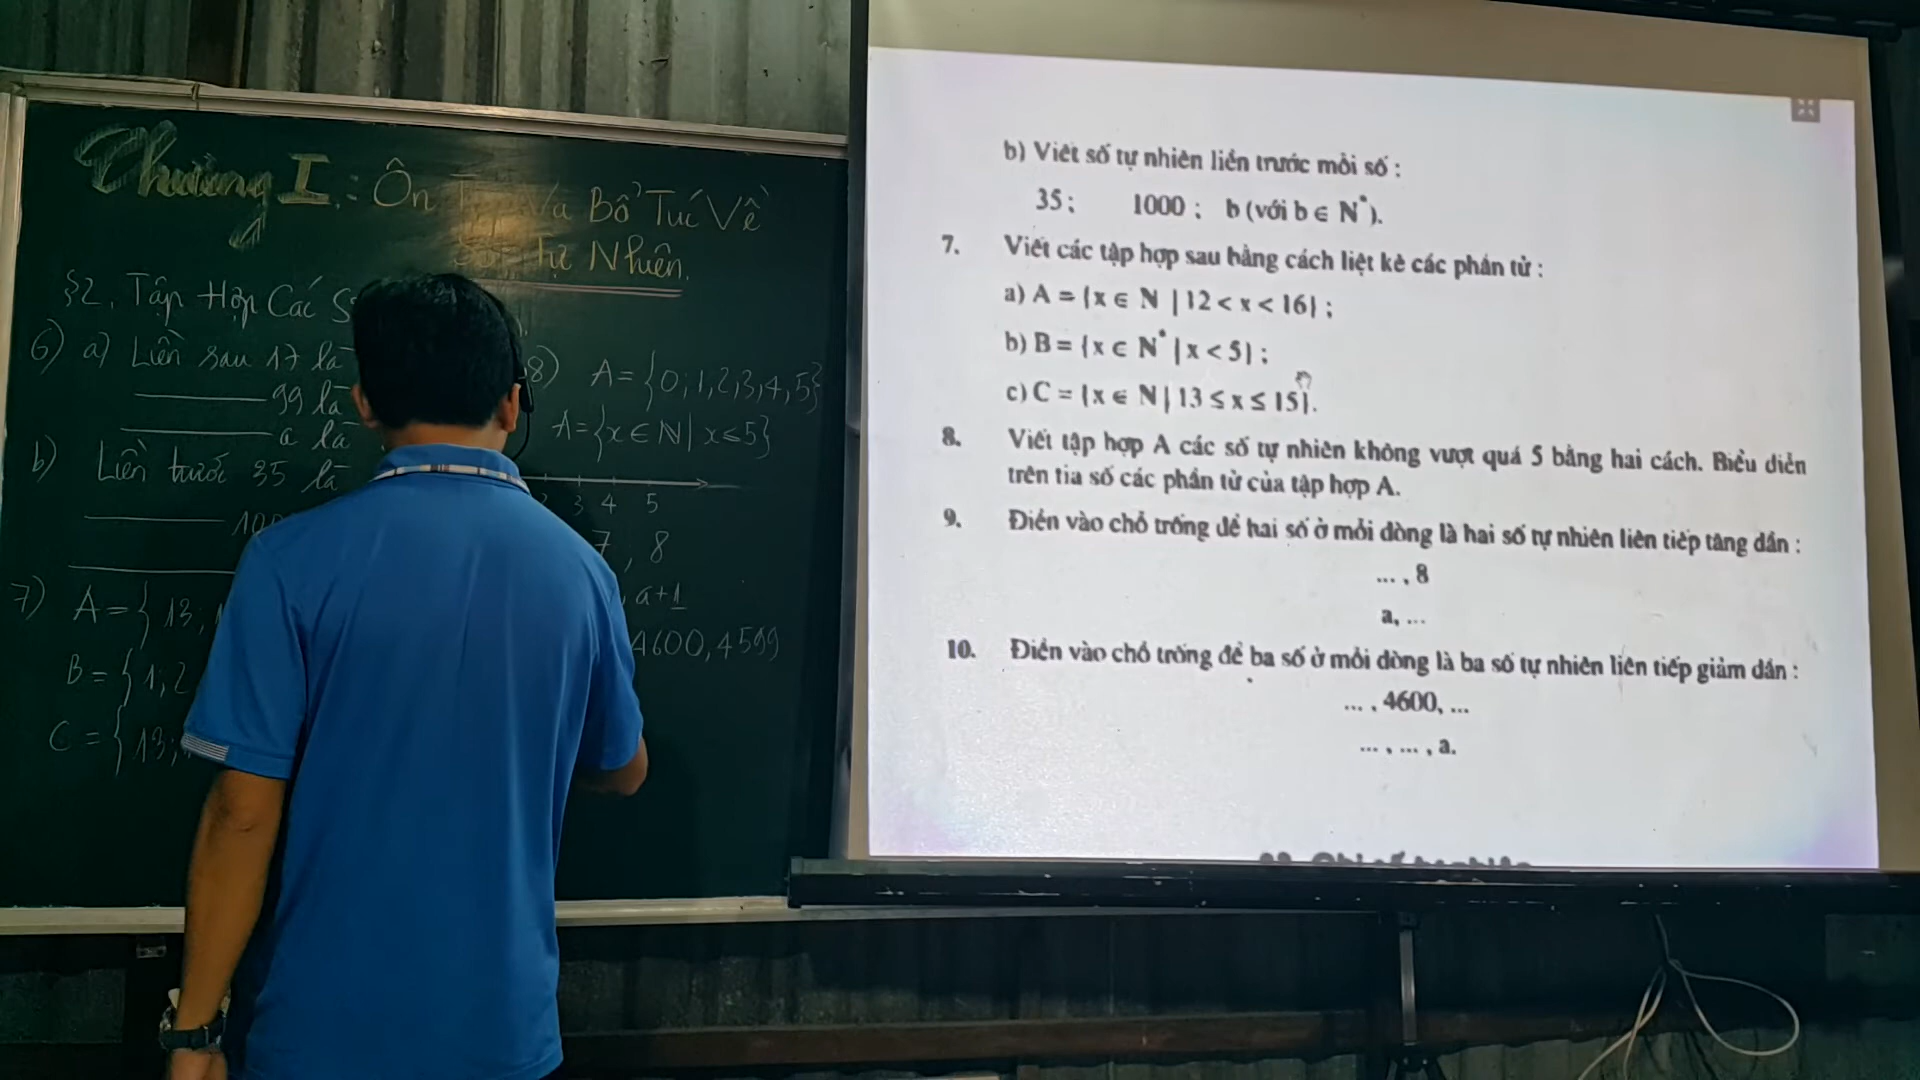 Chương I : Ôn Và Bổ Túc Về
Tự Nhiên.
§2. Tập Hợp Các
6) a) Liền sau 17 là
99 là
a là
b) Liền trước 35 là
7) A = { 13;
B = { 1; 2
C = { 13;
8) A = {0; 1, 2, 3, 4, 5}
A = {x ∈ N | x ≤ 5}
3 4 5
7 , 8
, a+1
4600, 4599
b) Viết số tự nhiên liền trước mỗi số :
35 ; 1000 ; b (với b ∈ N*).
7. Viết các tập hợp sau bằng cách liệt kê các phần tử :
a) A = {x ∈ N | 12 < x < 16} ;
b) B = {x ∈ N* | x < 5} ;
c) C = {x ∈ N | 13 ≤ x ≤ 15}.
8. Viết tập hợp A các số tự nhiên không vượt quá 5 bằng hai cách. Biểu diễn
trên tia số các phần tử của tập hợp A.
9. Điền vào chỗ trống để hai số ở mỗi dòng là hai số tự nhiên liên tiếp tăng dần :
... , 8
a, ...
10. Điền vào chỗ trống để ba số ở mỗi dòng là ba số tự nhiên liên tiếp giảm dần :
... , 4600, ...
... , ... , a.